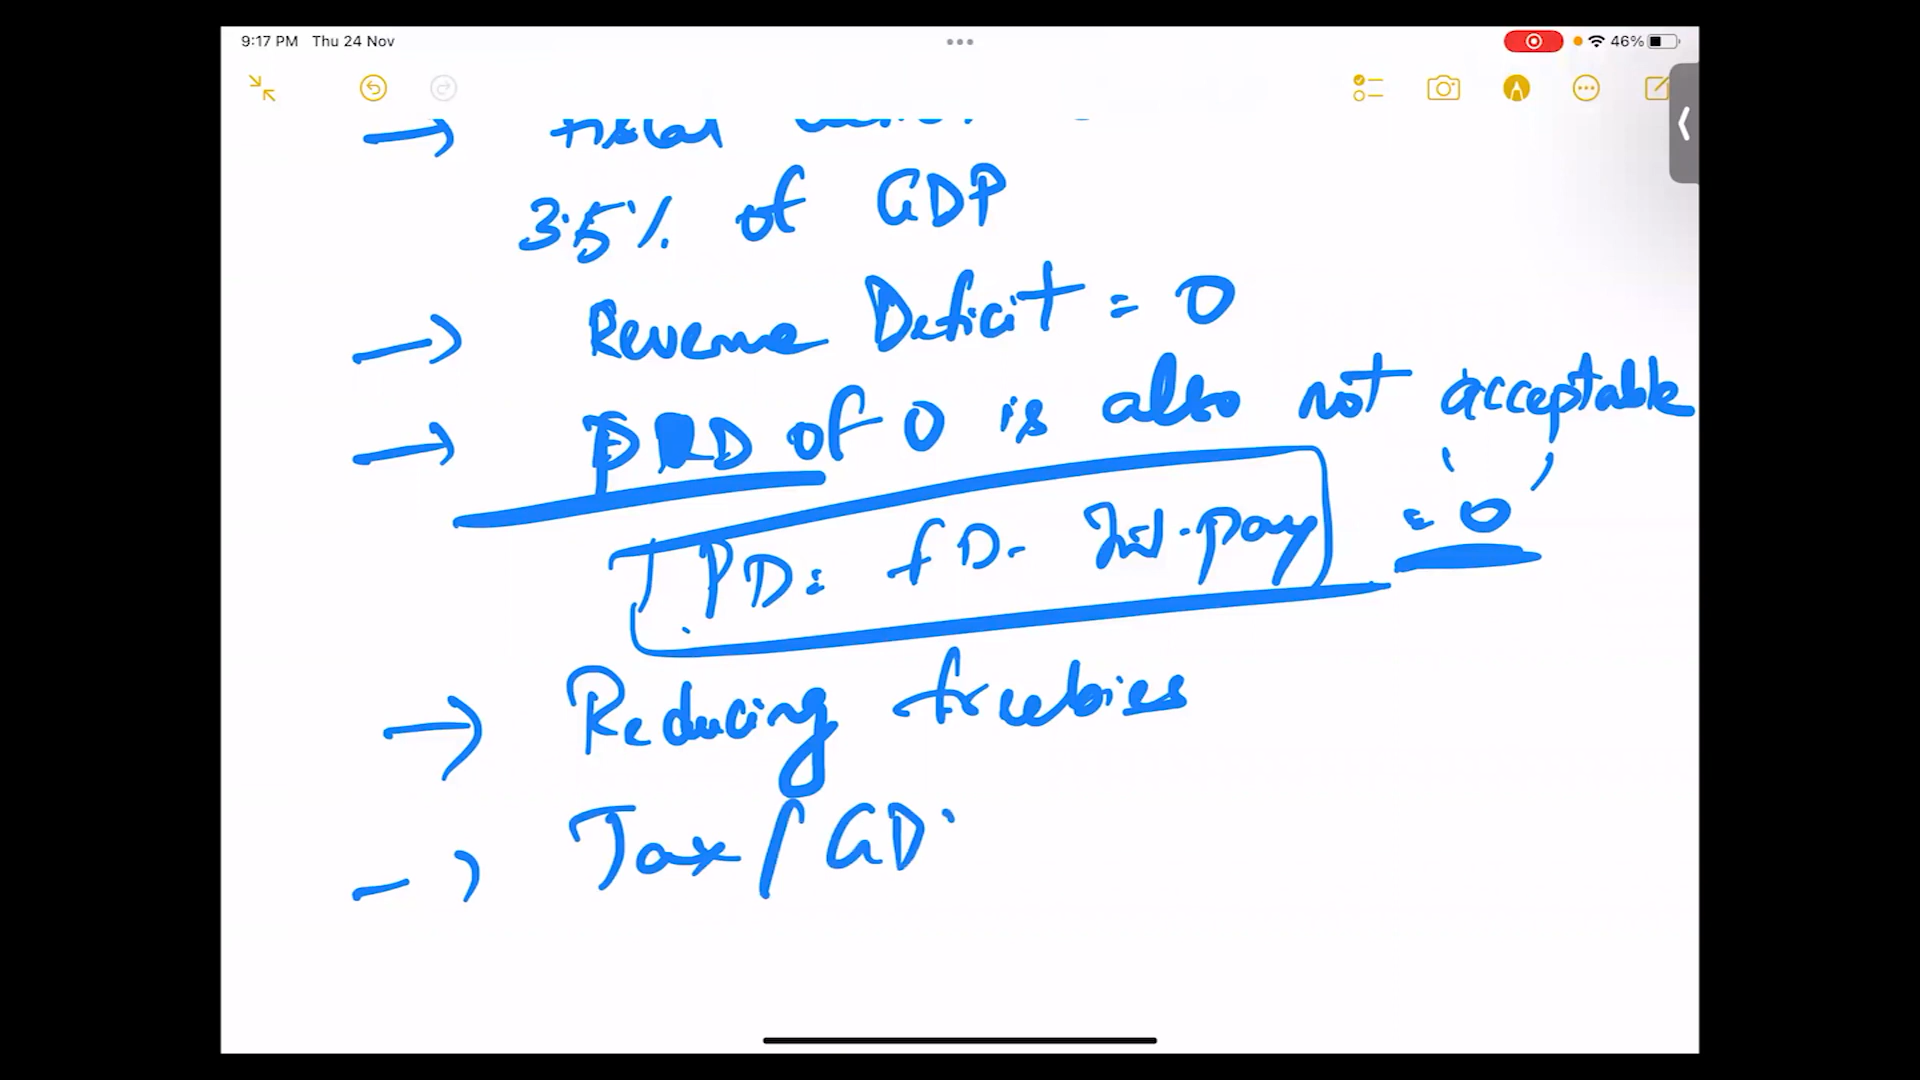 9:17 PM Thu 24 Nov
46%
→ Fiscal
3.5% of GDP
→ Revenue Deficit = 0
→ PRD of 0 is also not acceptable
PD = FD - Int. pay = 0
→ Reducing freebies
→ Tax / GD